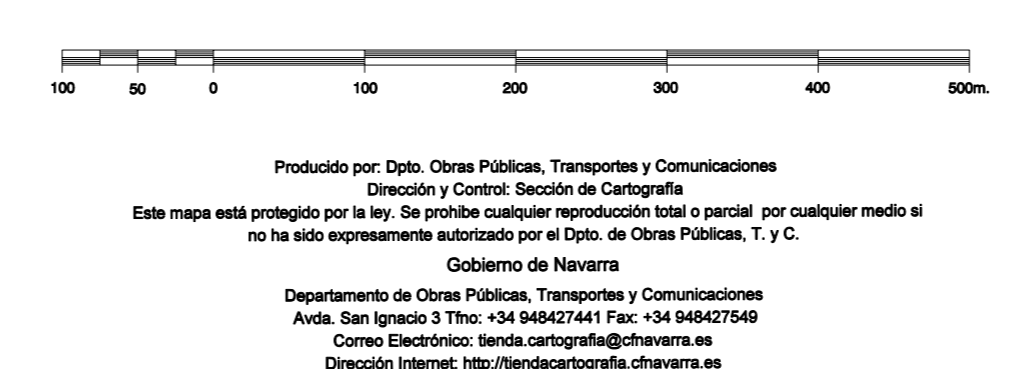 100 50 0 100 200 300 400 500m.
Producido por: Dpto. Obras Públicas, Transportes y Comunicaciones
Dirección y Control: Sección de Cartografía
Este mapa está protegido por la ley. Se prohibe cualquier reproducción total o parcial por cualquier medio si
no ha sido expresamente autorizado por el Dpto. de Obras Públicas, T. y C.
Gobierno de Navarra
Departamento de Obras Públicas, Transportes y Comunicaciones
Avda. San Ignacio 3 Tfno: +34 948427441 Fax: +34 948427549
Correo Electrónico: tienda.cartografia@cfnavarra.es
Dirección Internet: http://tiendacartografia.cfnavarra.es